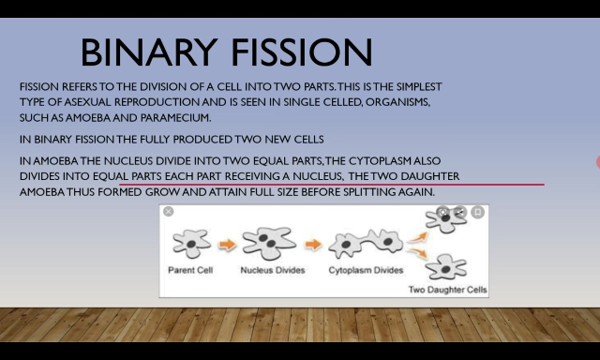 BINARY FISSION
FISSION REFERS TO THE DIVISION OF A CELL INTO TWO PARTS. THIS IS THE SIMPLEST
TYPE OF ASEXUAL REPRODUCTION AND IS SEEN IN SINGLE CELLED, ORGANISMS,
SUCH AS AMOEBA AND PARAMECIUM.
IN BINARY FISSION THE FULLY PRODUCED TWO NEW CELLS
IN AMOEBA THE NUCLEUS DIVIDE INTO TWO EQUAL PARTS, THE CYTOPLASM ALSO
DIVIDES INTO EQUAL PARTS EACH PART RECEIVING A NUCLEUS, THE TWO DAUGHTER
AMOEBA THUS FORMED GROW AND ATTAIN FULL SIZE BEFORE SPLITTING AGAIN.
Parent Cell
Nucleus Divides
Cytoplasm Divides
Two Daughter Cells